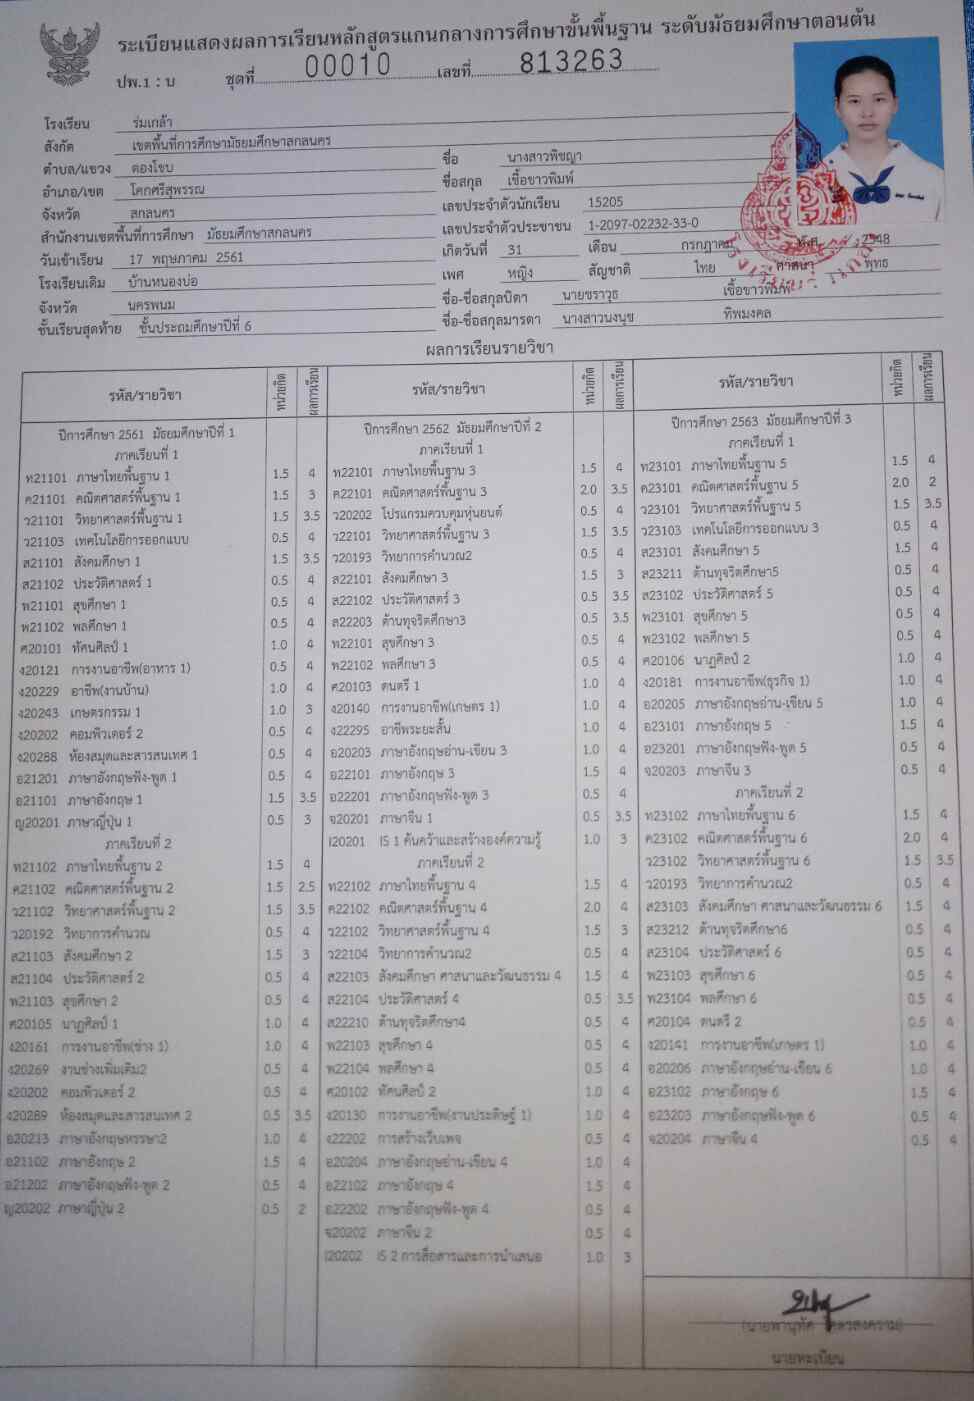 ระเบียนแสดงผลการเรียนหลักสูตรแกนกลางการศึกษาขั้นพื้นฐาน ระดับมัธยมศึกษาตอนต้น
ปพ.1 : บ ชุดที่ 00010 เลขที่ 813263
โรงเรียน ร่มเกล้า
สังกัด เขตพื้นที่การศึกษามัธยมศึกษาสกลนคร
ตำบล/แขวง ตองโขบ
อำเภอ/เขต โคกศรีสุพรรณ
จังหวัด สกลนคร
สำนักงานเขตพื้นที่การศึกษา มัธยมศึกษาสกลนคร
วันเข้าเรียน 17 พฤษภาคม 2561
โรงเรียนเดิม บ้านหนองบ่อ
จังหวัด นครพนม
ชั้นเรียนสุดท้าย ชั้นประถมศึกษาปีที่ 6
ชื่อ นางสาวพิชญา
ชื่อสกุล เชื้อขาวพิมพ์
เลขประจำตัวนักเรียน 15205
เลขประจำตัวประชาชน 1-2097-02232-33-0
เกิดวันที่ 31 เดือน กรกฎาคม พ.ศ. 2548
เพศ หญิง สัญชาติ ไทย ศาสนา พุทธ
ชื่อ-ชื่อสกุลบิดา นายชราวุธ เชื้อขาวพิมพ์
ชื่อ-ชื่อสกุลมารดา นางสาวนงนุช ทิพมงคล
ผลการเรียนรายวิชา
รหัส/รายวิชา หน่วยกิต ผลการเรียน
ปีการศึกษา 2561 มัธยมศึกษาปีที่ 1
ภาคเรียนที่ 1
ท21101 ภาษาไทยพื้นฐาน 1 1.5 4
ค21101 คณิตศาสตร์พื้นฐาน 1 1.5 3
ว21101 วิทยาศาสตร์พื้นฐาน 1 1.5 3.5
ว21103 เทคโนโลยีการออกแบบ 0.5 4
ส21101 สังคมศึกษา 1 1.5 3.5
ส21102 ประวัติศาสตร์ 1 0.5 4
พ21101 สุขศึกษา 1 0.5 4
พ21102 พลศึกษา 1 0.5 4
ศ20101 ทัศนศิลป์ 1 1.0 4
ง20121 การงานอาชีพ(อาหาร 1) 0.5 4
ง20229 อาชีพ(งานบ้าน) 1.0 4
ง20243 เกษตรกรรม 1 1.0 3
ง20202 คอมพิวเตอร์ 2 0.5 4
ง20288 ห้องสมุดและสารสนเทศ 1 0.5 4
อ21201 ภาษาอังกฤษฟัง-พูด 1 0.5 4
อ21101 ภาษาอังกฤษ 1 1.5 3.5
ญ20201 ภาษาญี่ปุ่น 1 0.5 3
ภาคเรียนที่ 2
ท21102 ภาษาไทยพื้นฐาน 2 1.5 4
ค21102 คณิตศาสตร์พื้นฐาน 2 1.5 2.5
ว21102 วิทยาศาสตร์พื้นฐาน 2 1.5 3.5
ว20192 วิทยาการคำนวณ 0.5 4
ส21103 สังคมศึกษา 2 1.5 3
ส21104 ประวัติศาสตร์ 2 0.5 4
พ21103 สุขศึกษา 2 0.5 4
ศ20105 นาฏศิลป์ 1 1.0 4
ง20161 การงานอาชีพ(ช่าง 1) 1.0 4
ง20269 งานช่างเพิ่มเติม2 0.5 4
ง20202 คอมพิวเตอร์ 2 0.5 4
ง20289 ห้องสมุดและสารสนเทศ 2 0.5 3.5
อ20213 ภาษาอังกฤษหรรษา2 1.0 4
อ21102 ภาษาอังกฤษ 2 1.5 4
อ21202 ภาษาอังกฤษฟัง-พูด 2 0.5 4
ญ20202 ภาษาญี่ปุ่น 2 0.5 2
รหัส/รายวิชา หน่วยกิต ผลการเรียน
ปีการศึกษา 2562 มัธยมศึกษาปีที่ 2
ภาคเรียนที่ 1
ท22101 ภาษาไทยพื้นฐาน 3 1.5 4
ค22101 คณิตศาสตร์พื้นฐาน 3 2.0 3.5
ว20202 โปรแกรมควบคุมหุ่นยนต์ 0.5 4
ว22101 วิทยาศาสตร์พื้นฐาน 3 1.5 3.5
ว20193 วิทยาการคำนวณ2 0.5 4
ส22101 สังคมศึกษา 3 1.5 3
ส22102 ประวัติศาสตร์ 3 0.5 3.5
ส22203 ต้านทุจริตศึกษา3 0.5 3.5
พ22101 สุขศึกษา 3 0.5 4
พ22102 พลศึกษา 3 0.5 4
ศ20103 ดนตรี 1 1.0 4
ง20140 การงานอาชีพ(เกษตร 1) 1.0 4
ง22295 อาชีพระยะสั้น 1.0 4
อ20203 ภาษาอังกฤษอ่าน-เขียน 3 1.0 4
อ22101 ภาษาอังกฤษ 3 1.5 4
อ22201 ภาษาอังกฤษฟัง-พูด 3 0.5 4
จ20201 ภาษาจีน 1 0.5 3.5
I20201 IS 1 ค้นคว้าและสร้างองค์ความรู้ 1.0 3
ภาคเรียนที่ 2
ท22102 ภาษาไทยพื้นฐาน 4 1.5 4
ค22102 คณิตศาสตร์พื้นฐาน 4 2.0 4
ว22102 วิทยาศาสตร์พื้นฐาน 4 1.5 3
ว22104 วิทยาการคำนวณ2 0.5 4
ส22103 สังคมศึกษา ศาสนาและวัฒนธรรม 4 1.5 4
ส22104 ประวัติศาสตร์ 4 0.5 3.5
ส22210 ต้านทุจริตศึกษา4 0.5 4
พ22103 สุขศึกษา 4 0.5 4
พ22104 พลศึกษา 4 0.5 4
ศ20102 ทัศนศิลป์ 2 1.0 4
ง20130 การงานอาชีพ(งานประดิษฐ์ 1) 1.0 4
ง22202 การสร้างเว็บเพจ 0.5 4
อ20204 ภาษาอังกฤษอ่าน-เขียน 4 1.0 4
อ22102 ภาษาอังกฤษ 4 1.5 4
อ22202 ภาษาอังกฤษฟัง-พูด 4 0.5 4
จ20202 ภาษาจีน 2 0.5 4
I20202 IS 2 การสื่อสารและการนำเสนอ 1.0 3
รหัส/รายวิชา หน่วยกิต ผลการเรียน
ปีการศึกษา 2563 มัธยมศึกษาปีที่ 3
ภาคเรียนที่ 1
ท23101 ภาษาไทยพื้นฐาน 5 1.5 4
ค23101 คณิตศาสตร์พื้นฐาน 5 2.0 2
ว23101 วิทยาศาสตร์พื้นฐาน 5 1.5 3.5
ว23103 เทคโนโลยีการออกแบบ 3 0.5 4
ส23101 สังคมศึกษา 5 1.5 4
ส23211 ต้านทุจริตศึกษา5 0.5 4
ส23102 ประวัติศาสตร์ 5 0.5 4
พ23101 สุขศึกษา 5 0.5 4
พ23102 พลศึกษา 5 0.5 4
ศ20106 นาฏศิลป์ 2 1.0 4
ง20181 การงานอาชีพ(ธุรกิจ 1) 1.0 4
อ20205 ภาษาอังกฤษอ่าน-เขียน 5 1.0 4
อ23101 ภาษาอังกฤษ 5 1.5 4
อ23201 ภาษาอังกฤษฟัง-พูด 5 0.5 4
จ20203 ภาษาจีน 3 0.5 4
ภาคเรียนที่ 2
ท23102 ภาษาไทยพื้นฐาน 6 1.5 4
ค23102 คณิตศาสตร์พื้นฐาน 6 2.0 4
ว23102 วิทยาศาสตร์พื้นฐาน 6 1.5 3.5
ว20193 วิทยาการคำนวณ2 0.5 4
ส23103 สังคมศึกษา ศาสนาและวัฒนธรรม 6 1.5 4
ส23212 ต้านทุจริตศึกษา6 0.5 4
ส23104 ประวัติศาสตร์ 6 0.5 4
พ23103 สุขศึกษา 6 0.5 4
พ23104 พลศึกษา 6 0.5 4
ศ20104 ดนตรี 2 0.5 4
ง20141 การงานอาชีพ(เกษตร 1) 1.0 4
อ20206 ภาษาอังกฤษอ่าน-เขียน 6 1.0 4
อ23102 ภาษาอังกฤษ 6 1.5 4
อ23203 ภาษาอังกฤษฟัง-พูด 6 0.5 4
จ20204 ภาษาจีน 4 0.5 4
(นายพานุทัศ
นายทะเบียน